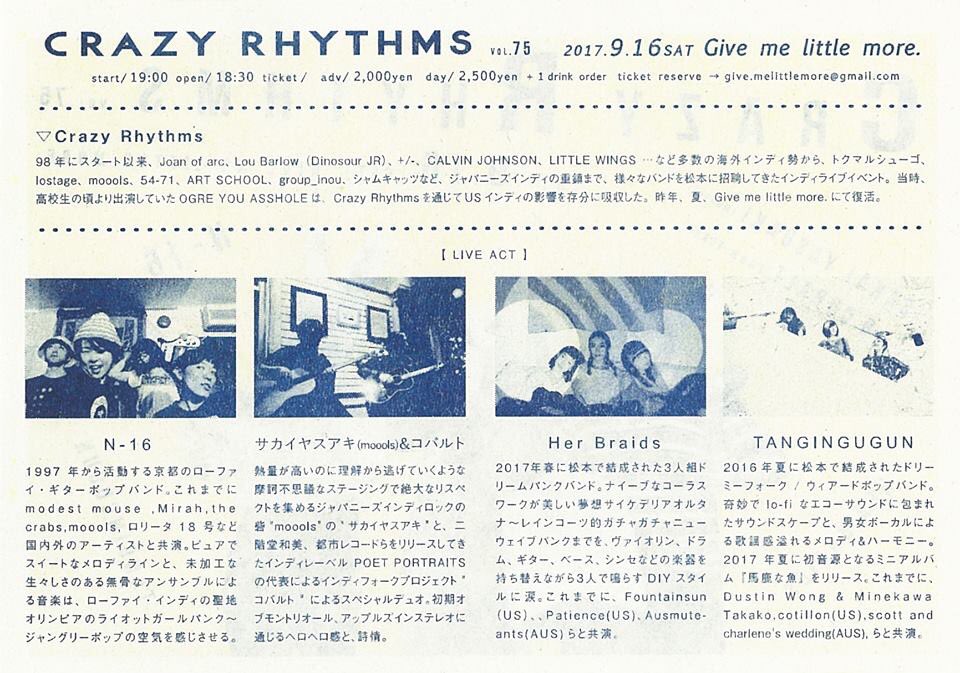 CRAZY RHYTHMS VOL.75 2017.9.16SAT Give me little more.
start/ 19:00 open/ 18:30 ticket/ adv/ 2,000yen day/ 2,500yen + 1 drink order ticket reserve → give.melittlemore@gmail.com
▽Crazy Rhythms
98 年にスタート以来、Joan of arc、Lou Barlow（Dinosour JR）、+/-、CALVIN JOHNSON、LITTLE WINGS …など多数の海外インディ勢から、トクマルシューゴ、
lostage、moools、54-71、ART SCHOOL、group_inou、シャムキャッツなど、ジャパニーズインディの重鎮まで、様々なバンドを松本に招聘してきたインディライブイベント。当時、
高校生の頃より出演していた OGRE YOU ASSHOLE は、Crazy Rhythms を通じて US インディの影響を存分に吸収した。昨年、夏、Give me little more. にて復活。
【 LIVE ACT 】
N-16
1997 年から活動する京都のローファ
イ・ギターポップバンド。これまでに
modest mouse ,Mirah,the
crabs,moools, ロリータ 18 号など
国内外のアーティストと共演。ピュアで
スイートなメロディラインと、未加工な
生々しさのある無骨なアンサンブルによ
る音楽は、ローファイ・インディの聖地
オリンピアのライオットガールパンク〜
ジャングリーポップの空気を感じさせる。
サカイヤスアキ(moools)&コバルト
熱量が高いのに理解から逃げていくような
摩訶不思議なステージングで絶大なリスペ
クトを集めるジャパニーズインディロックの
砦 "moools" の " サカイヤスアキ " と、二
階堂和美、都市レコードらをリリースしてき
たインディレーベル POET PORTRAITS
の代表によるインディフォークプロジェクト "
コバルト " によるスペシャルデュオ。初期オ
ブモントリオール、アップルズインステレオに
通じるヘロヘロ感と、詩情。
Her Braids
2017年春に松本で結成された3人組ド
リームパンクバンド。ナイーブなコーラス
ワークが美しい夢想サイケデリアオルタ
ナ〜レインコーツ的ガチャガチャニュー
ウェイブパンクまでを、ヴァイオリン、ドラ
ム、ギター、ベース、シンセなどの楽器を
持ち替えながら3人で鳴らす DIY スタイ
ルに涙。これまでに、Fountainsun
(US)、、Patience(US)、Ausmute-
ants(AUS) らと共演。
TANGINGUGUN
2016 年夏に松本で結成されたドリー
ミーフォーク / ウィアードポップバンド。
奇妙で lo-fi なエコーサウンドに包まれ
たサウンドスケープと、男女ボーカルによ
る歌謡感溢れるメロディ&ハーモニー。
2017 年夏に初音源となるミニアルバ
ム 『馬鹿な魚』をリリース。これまでに、
Dustin Wong & Minekawa
Takako,cotillon(US),scott and
charlene's wedding(AUS), らと共演。